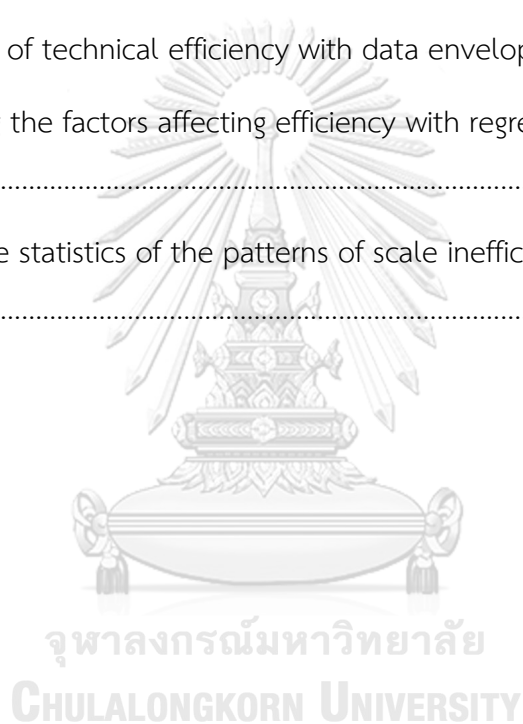 of technical efficiency with data envelop
the factors affecting efficiency with regre
................................................................................
e statistics of the patterns of scale ineffic
................................................................................
จุฬาลงกรณ์มหาวิทยาลัย
CHULALONGKORN UNIVERSITY